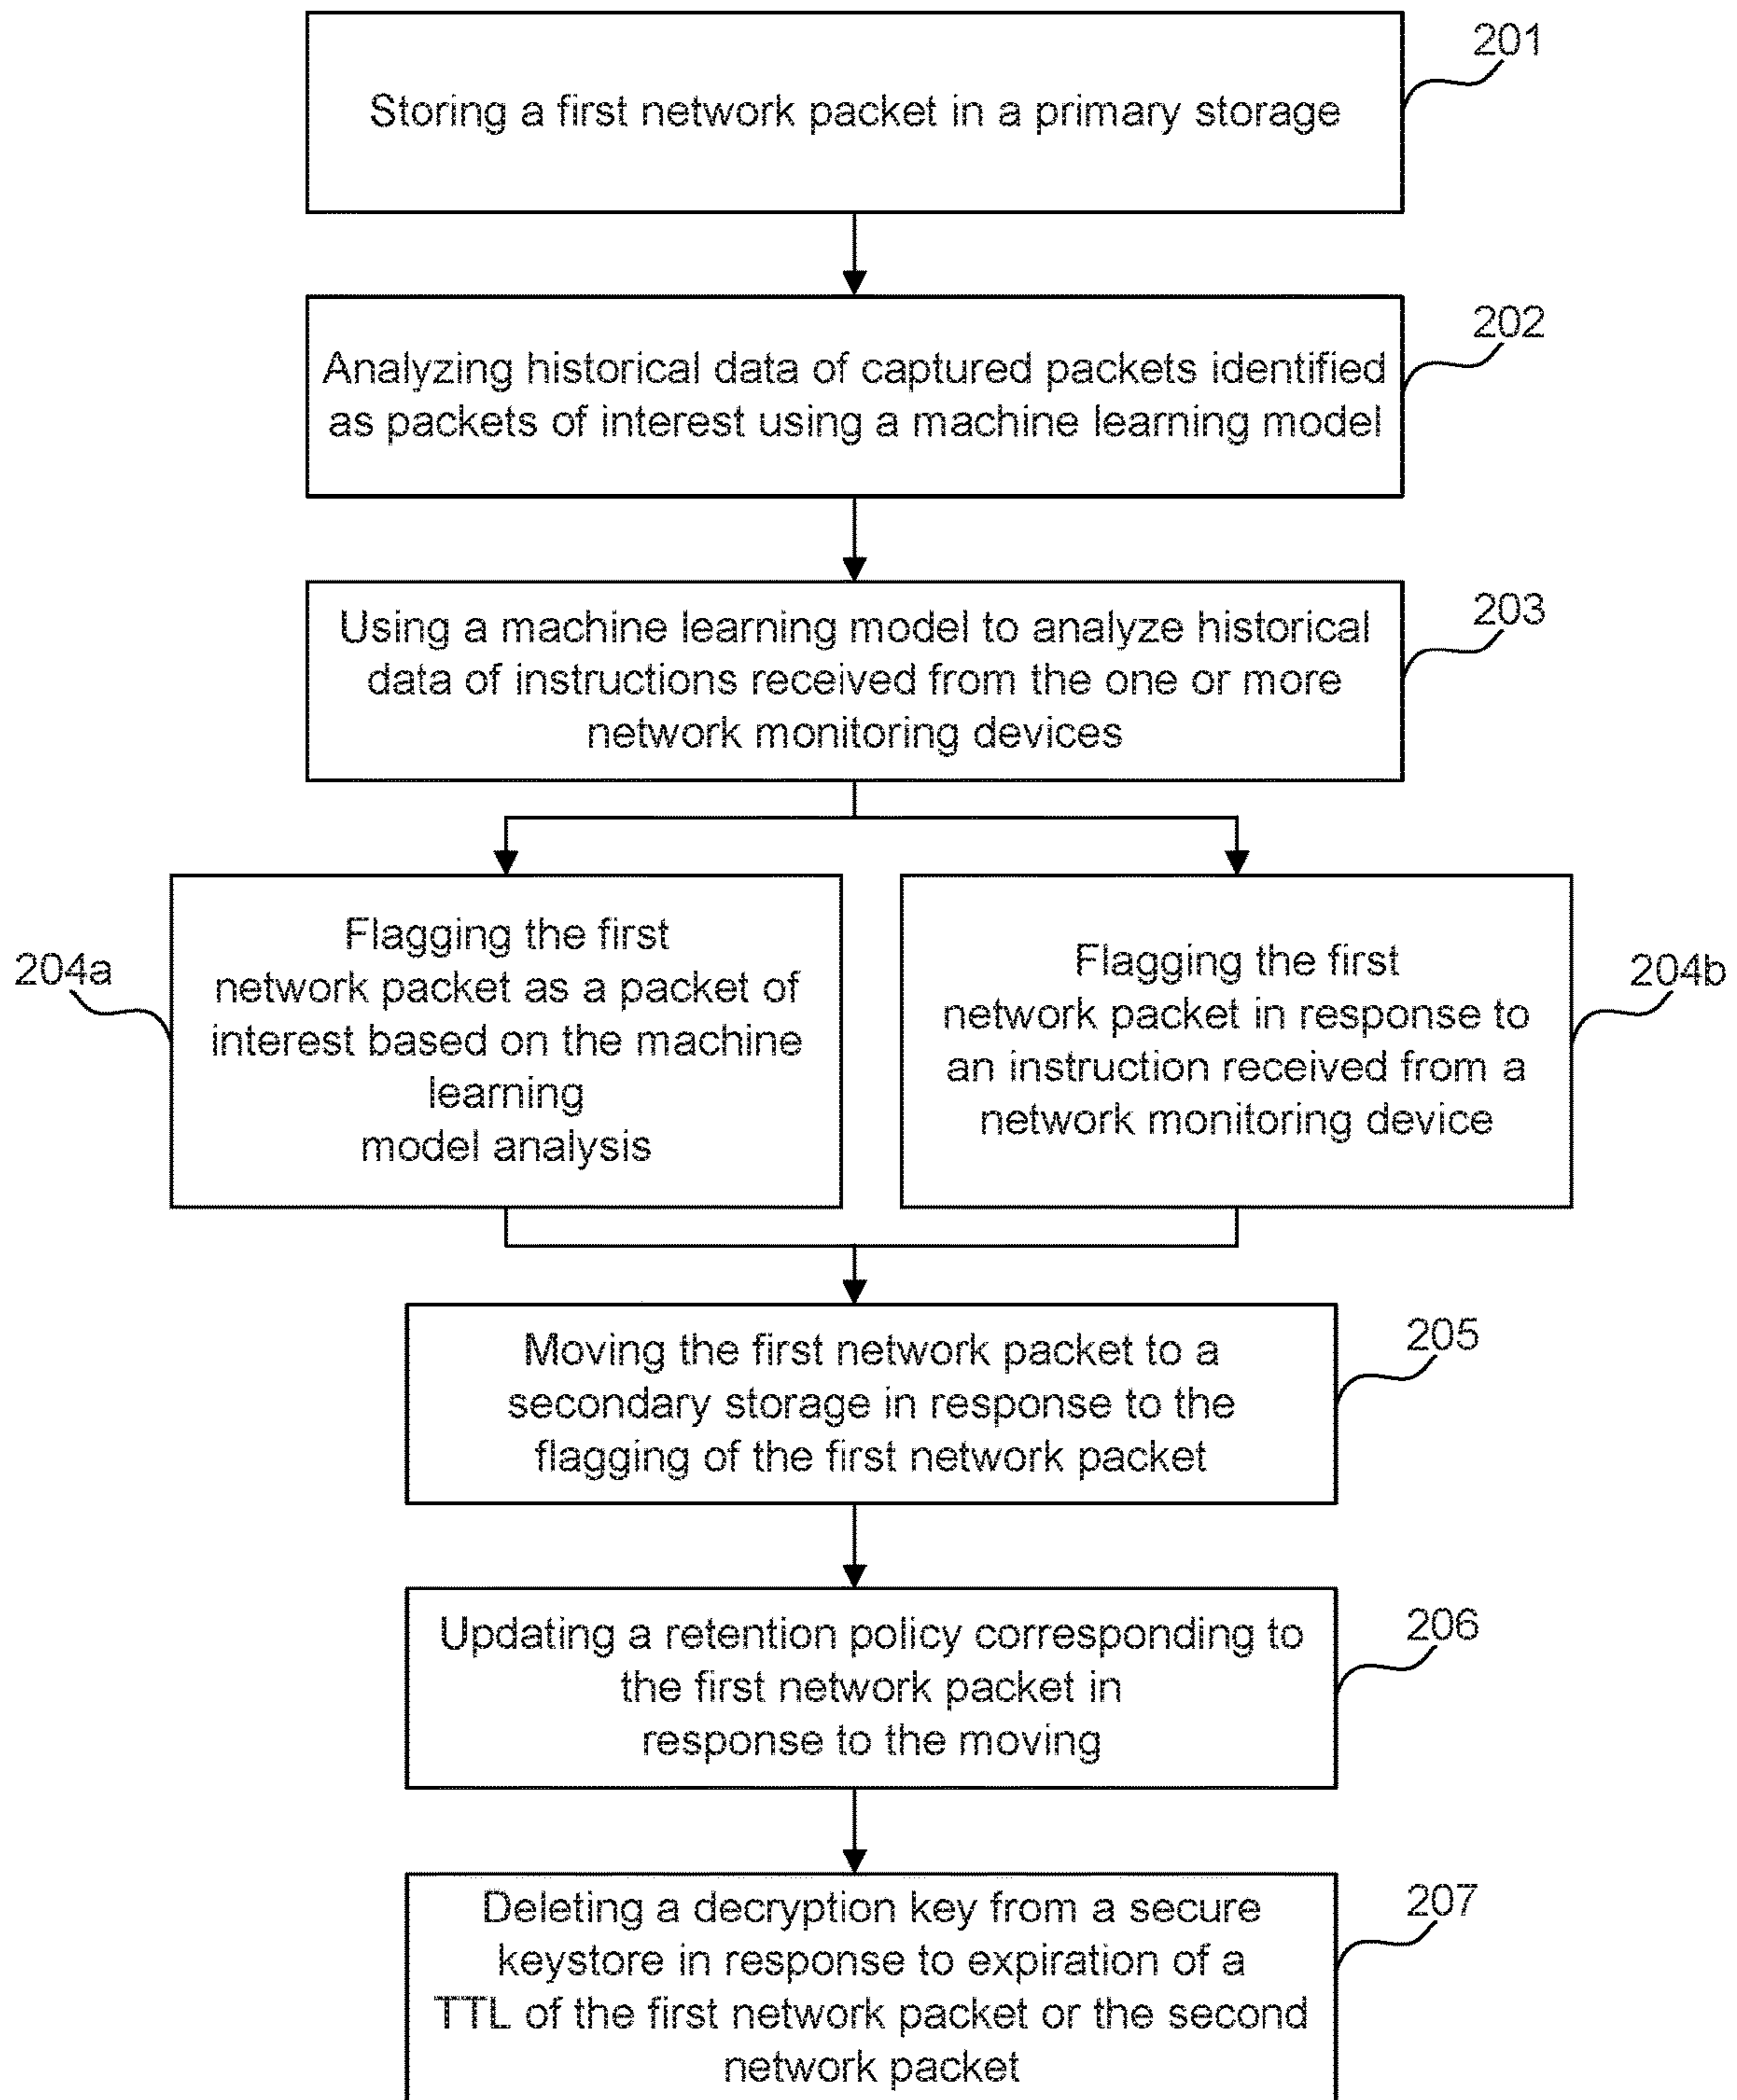 201
Storing a first network packet in a primary storage
202
Analyzing historical data of captured packets identified
as packets of interest using a machine learning model
203
Using a machine learning model to analyze historical
data of instructions received from the one or more
network monitoring devices
204a
Flagging the first
network packet as a packet of
interest based on the machine
learning
model analysis
Flagging the first
network packet in response to
an instruction received from a
network monitoring device
204b
205
Moving the first network packet to a
secondary storage in response to the
flagging of the first network packet
206
Updating a retention policy corresponding to
the first network packet in
response to the moving
207
Deleting a decryption key from a secure
keystore in response to expiration of a
TTL of the first network packet or the second
network packet